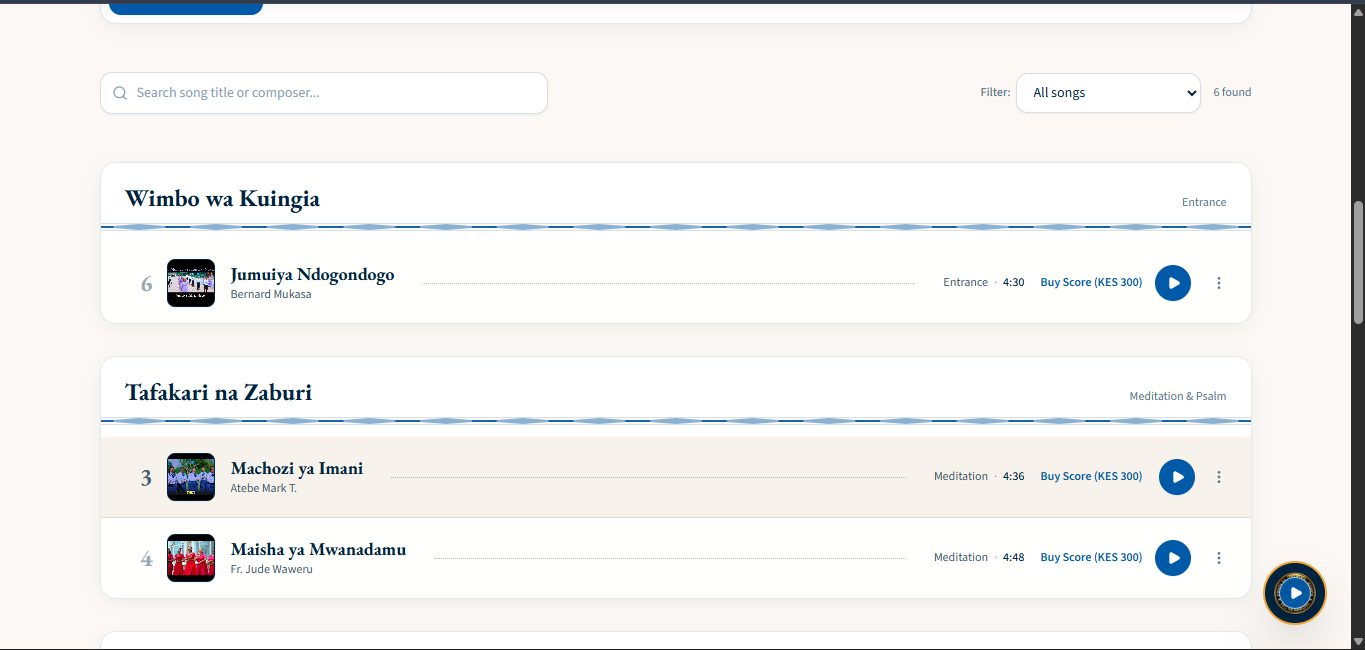 Search song title or composer...
Filter:
All songs
6 found
Wimbo wa Kuingia
Entrance
6
Jumuiya Ndogondogo
Bernard Mukasa
Entrance · 4:30
Buy Score (KES 300)
Tafakari na Zaburi
Meditation & Psalm
3
Machozi ya Imani
Atebe Mark T.
Meditation · 4:36
Buy Score (KES 300)
4
Maisha ya Mwanadamu
Fr. Jude Waweru
Meditation · 4:48
Buy Score (KES 300)